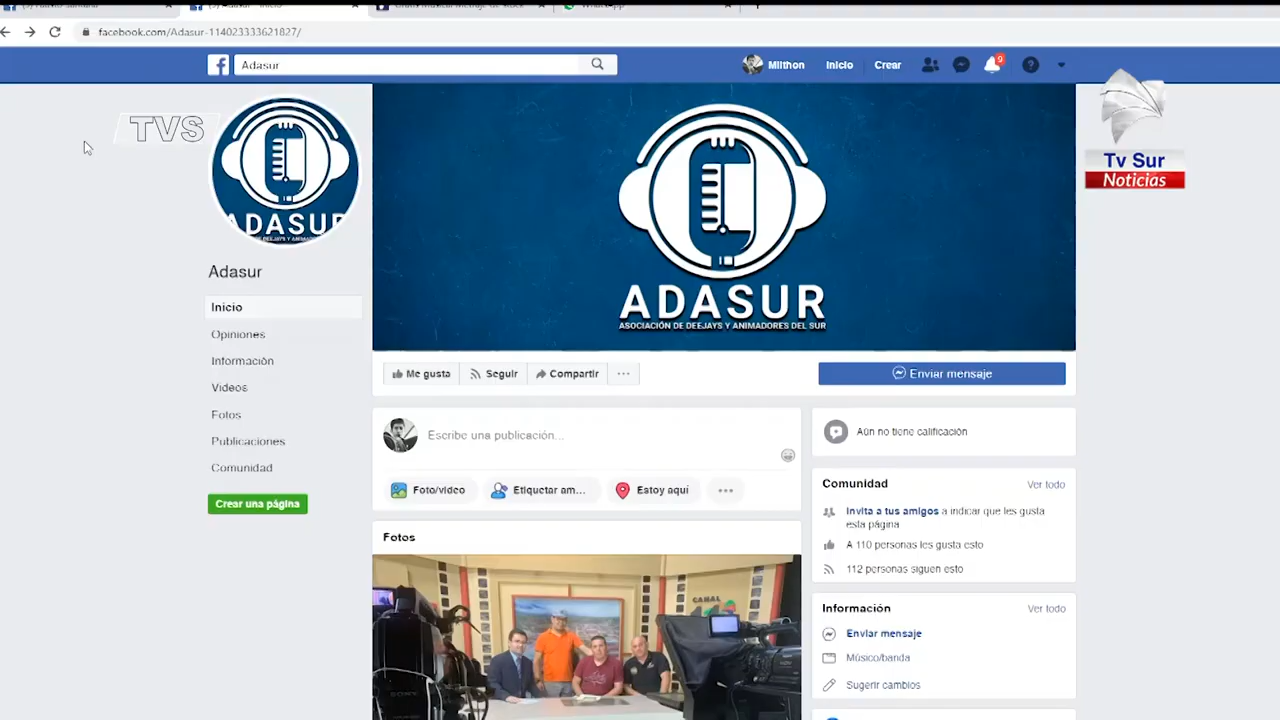 facebook.com/Adasur-114023333621827/
Adasur
Milthon
Inicio
Crear
9
TVS
Tv Sur
Noticias
ADASUR
ADASUR
ASOCIACIÓN DE DEEJAYS Y ANIMADORES DEL SUR
Adasur
Inicio
Opiniones
Información
Videos
Fotos
Publicaciones
Comunidad
Crear una página
Me gusta
Seguir
Compartir
Enviar mensaje
Escribe una publicación...
Foto/video
Etiquetar am...
Estoy aquí
Fotos
CANAL
SONY
Aún no tiene calificación
Comunidad
Ver todo
Invita a tus amigos a indicar que les gusta
esta página
A 110 personas les gusta esto
112 personas siguen esto
Información
Ver todo
Enviar mensaje
Músico/banda
Sugerir cambios